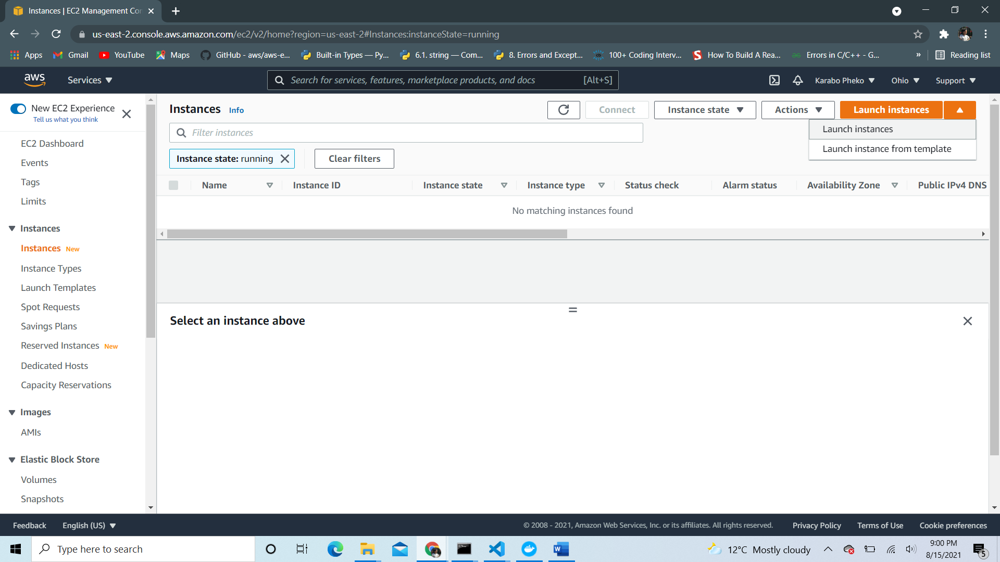 Instances | EC2 Management Con
us-east-2.console.aws.amazon.com/ec2/v2/home?region=us-east-2#Instances:instanceState=running
Apps Gmail YouTube Maps GitHub - aws/aws-e... Built-in Types — Py... 6.1. string — Com... 8. Errors and Except... 100+ Coding Interv... How To Build A Rea... Errors in C/C++ - G... » Reading list
aws Services Search for services, features, marketplace products, and docs [Alt+S] Karabo Pheko Ohio Support
New EC2 Experience
Tell us what you think
EC2 Dashboard
Events
Tags
Limits
Instances
Instances New
Instance Types
Launch Templates
Spot Requests
Savings Plans
Reserved Instances New
Dedicated Hosts
Capacity Reservations
Images
AMIs
Elastic Block Store
Volumes
Snapshots
Instances Info Connect Instance state Actions Launch instances
Filter instances
Launch instances
Launch instance from template
Instance state: running Clear filters
Name Instance ID Instance state Instance type Status check Alarm status Availability Zone Public IPv4 DNS
No matching instances found
Select an instance above
Feedback English (US) © 2008 - 2021, Amazon Web Services, Inc. or its affiliates. All rights reserved. Privacy Policy Terms of Use Cookie preferences
Type here to search 12°C Mostly cloudy 9:00 PM
8/15/2021 5